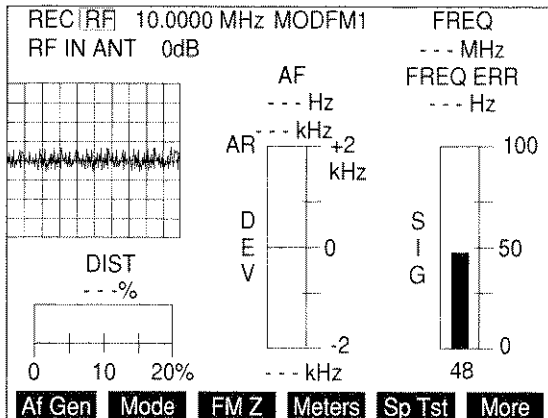 REC RF 10.0000 MHz MODFM1 FREQ
RF IN ANT 0dB - - - MHz
AF FREQ ERR
- - - Hz - - - Hz
- - - kHz
AR +2 100
kHz
D E V 0 S I G 50
DIST
- - -%
-2 0
0 10 20% - - - kHz 48
Af Gen Mode FM Z Meters Sp Tst More